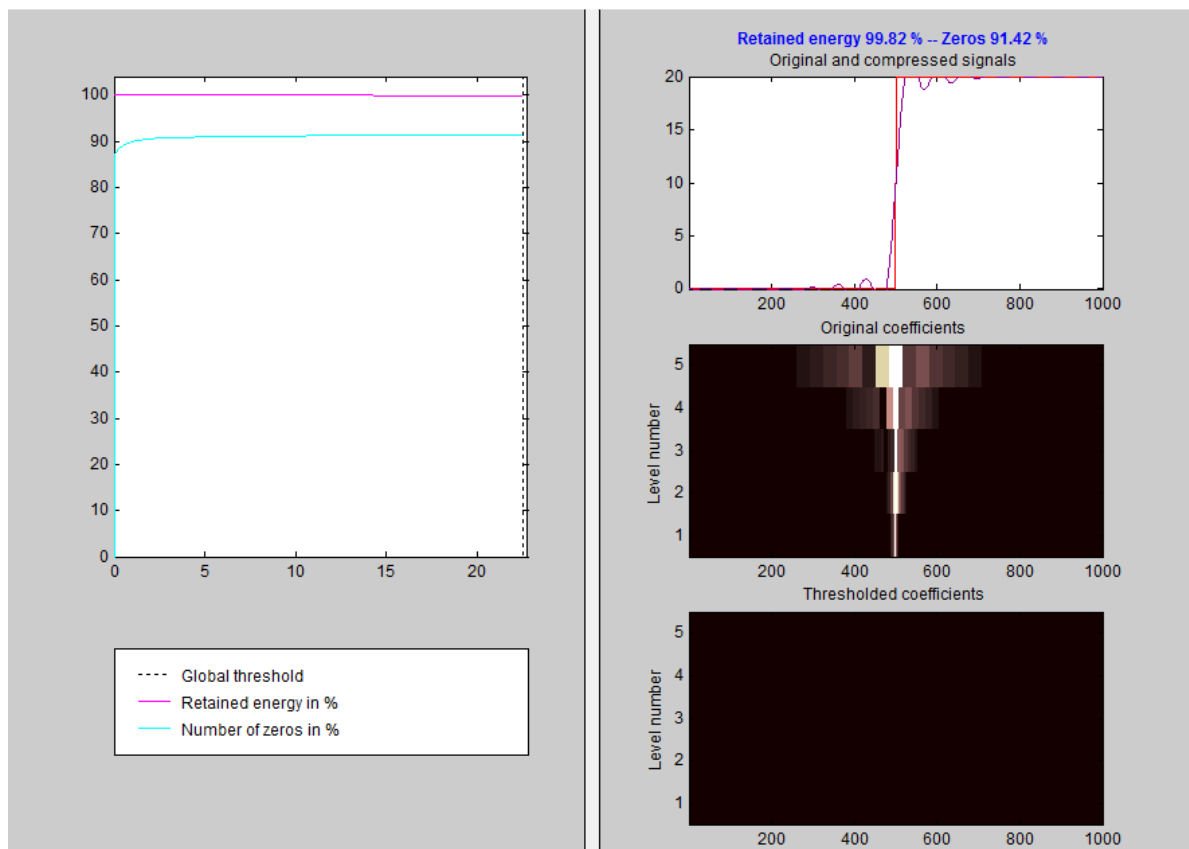 100
90
80
70
60
50
40
30
20
10
0
0 5 10 15 20
Global threshold
Retained energy in %
Number of zeros in %
Retained energy 99.82 % -- Zeros 91.42 %
Original and compressed signals
20
15
10
5
0
200 400 600 800 1000
Original coefficients
Level number
5
4
3
2
1
200 400 600 800 1000
Thresholded coefficients
Level number
5
4
3
2
1
200 400 600 800 1000